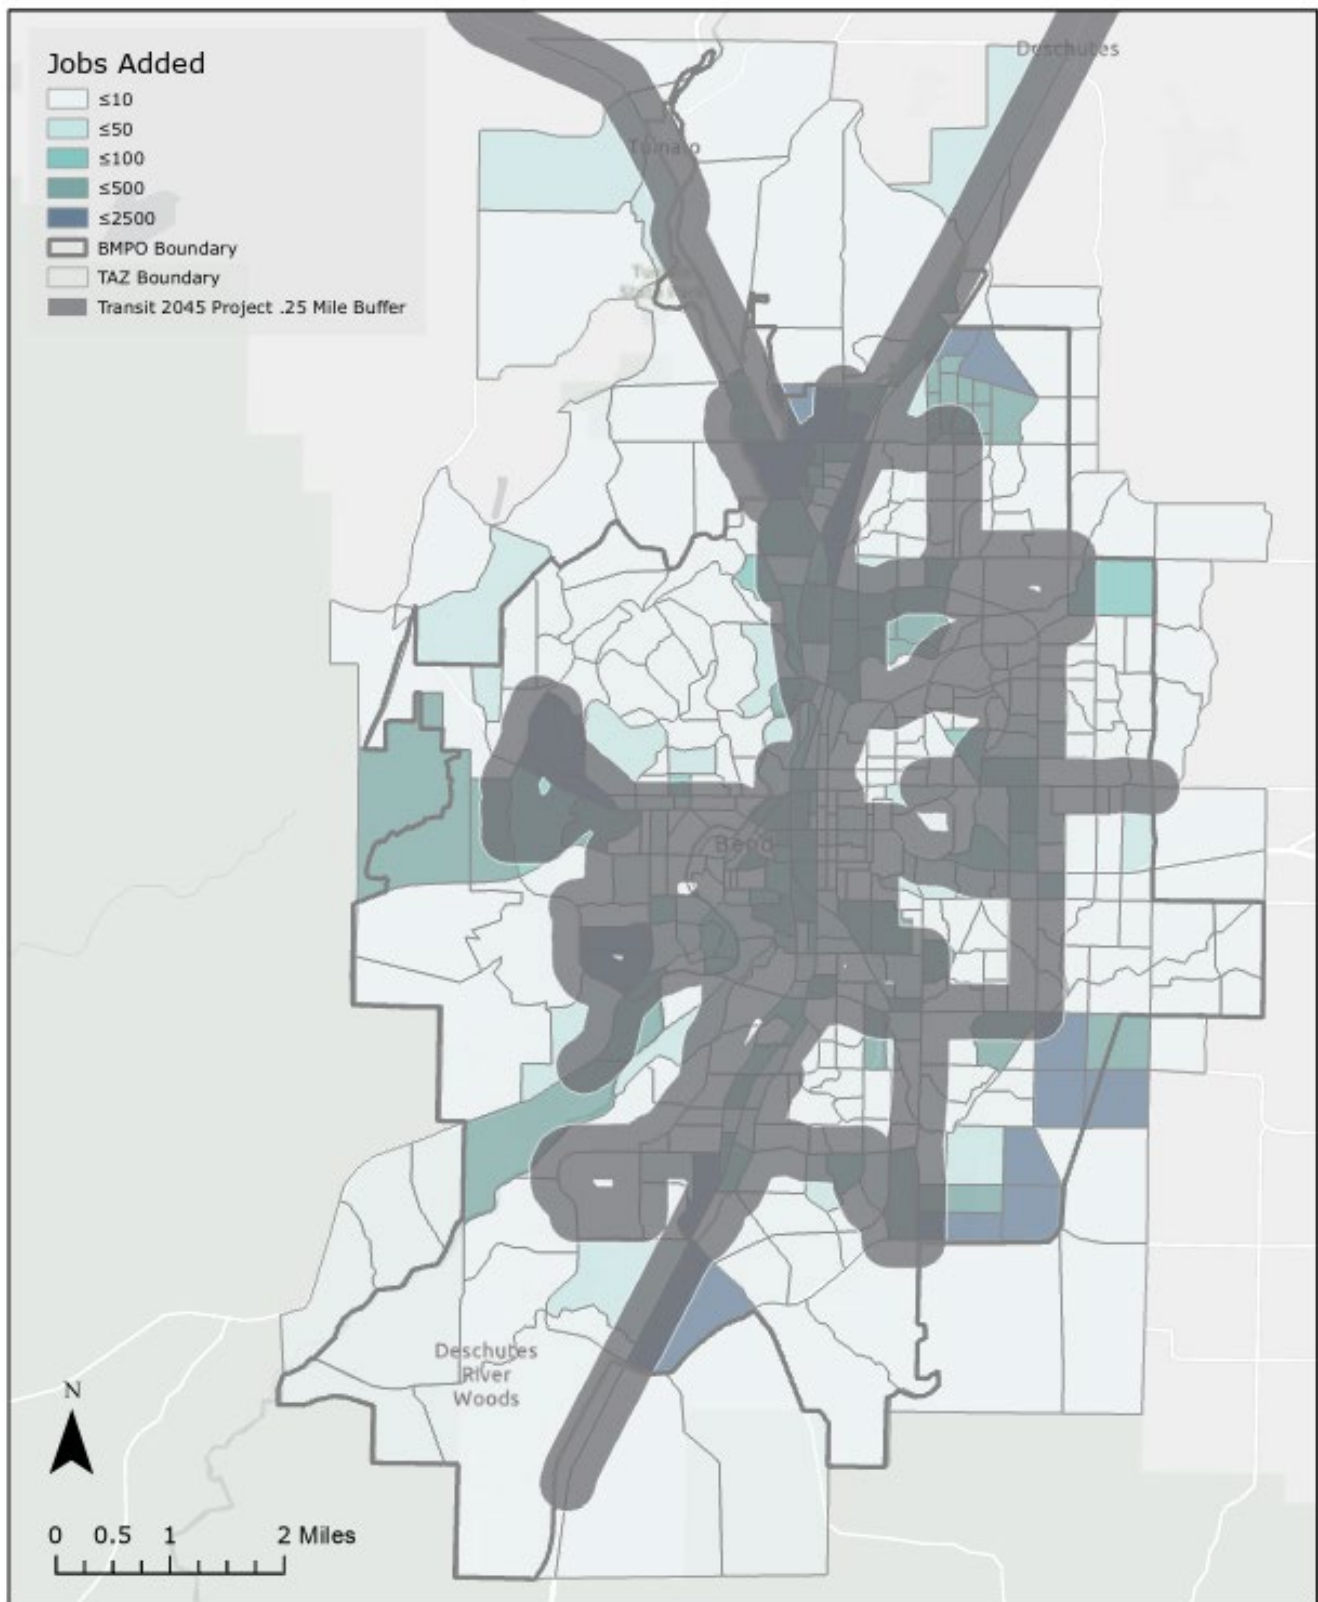 Jobs Added
≤10
≤50
≤100
≤500
≤2500
BMPO Boundary
TAZ Boundary
Transit 2045 Project .25 Mile Buffer
Deschutes
Tumalo
Bend
Deschutes
River
Woods
N
0 0.5 1 2 Miles